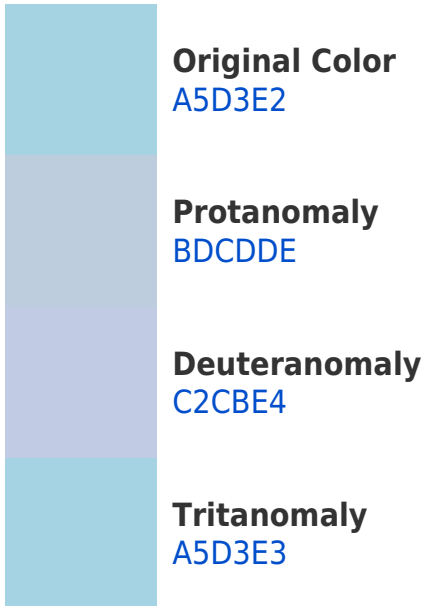 Original Color
A5D3E2
Protanomaly
BDCDDE
Deuteranomaly
C2CBE4
Tritanomaly
A5D3E3